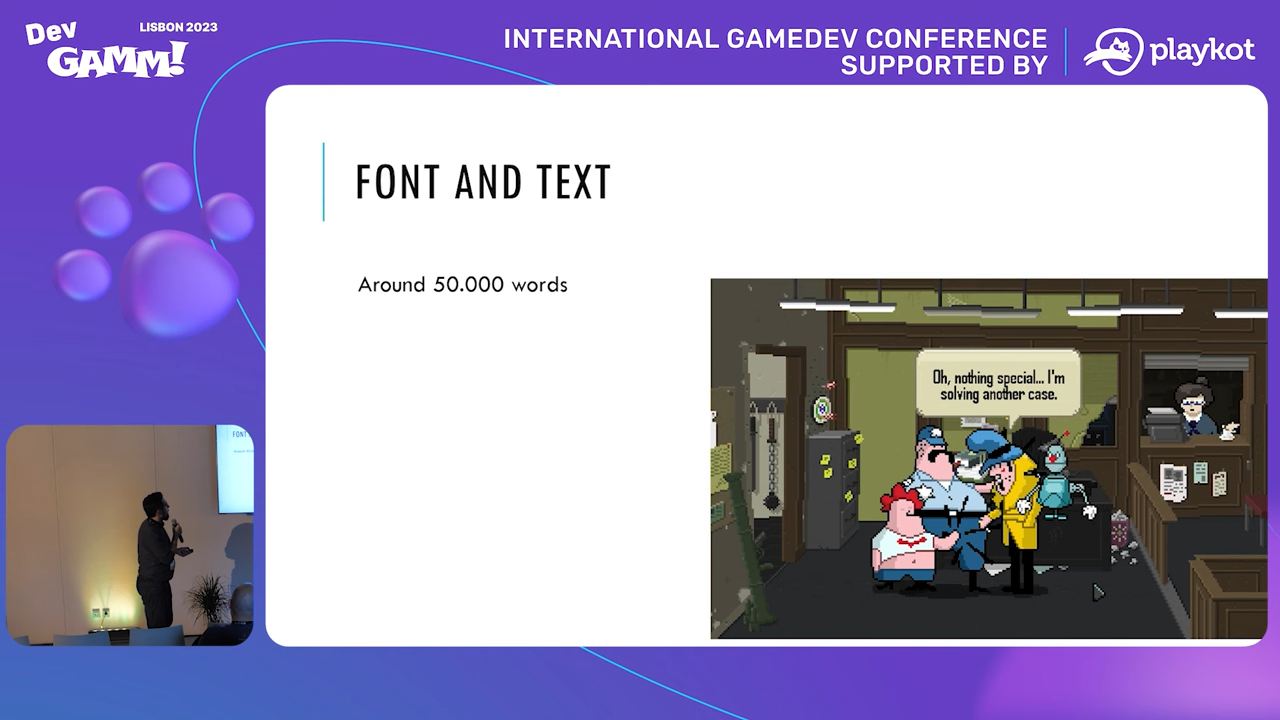 Dev
GAMM!
LISBON 2023
INTERNATIONAL GAMEDEV CONFERENCE
SUPPORTED BY
playkot
FONT AND TEXT
Around 50.000 words
Oh, nothing special... I'm
solving another case.
FONT